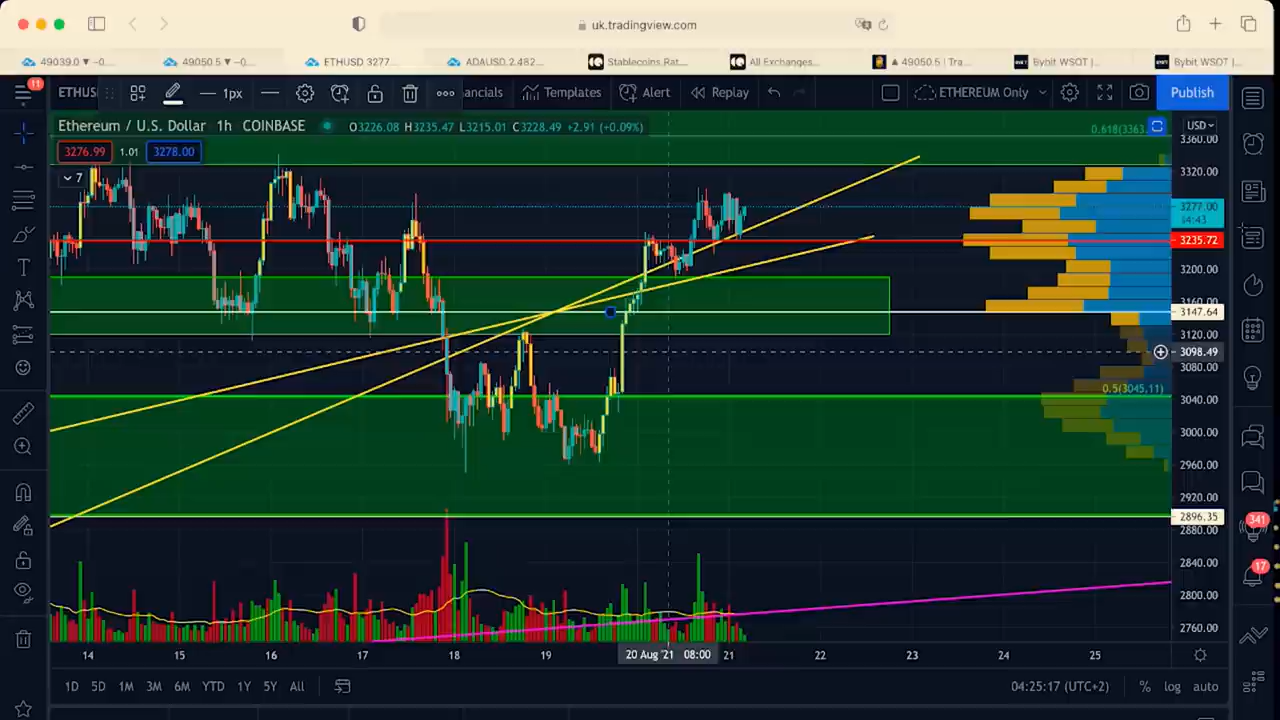 uk.tradingview.com
49039.0 ▼ −0...
49050.5 ▼ −0...
ETHUSD 3277...
ADAUSD 2.482...
Stablecoins Rat...
All Exchanges...
▲ 49050.5 | Tra...
Bybit WSOT |...
Bybit WSOT |...
11
ETHUS
1px
ancials
Templates
Alert
Replay
ETHEREUM Only
Publish
Ethereum / U.S. Dollar 1h COINBASE
O3226.08 H3235.47 L3215.01 C3228.49 +2.91 (+0.09%)
0.618(3363.
USD
3276.99 1.01 3278.00
7
3360.00
3320.00
3277.00
14:43
3235.72
3200.00
3160.00
3147.64
3120.00
3098.49
3080.00
0.5(3045.11)
3040.00
3000.00
2960.00
2920.00
2896.35
2880.00
2840.00
2800.00
2760.00
341
17
14 15 16 17 18 19 20 Aug '21 08:00 21 22 23 24 25
1D 5D 1M 3M 6M YTD 1Y 5Y All
04:25:17 (UTC+2)
% log auto